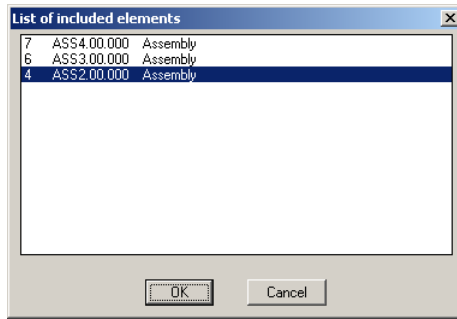 List of included elements
7 ASS4.00.000 Assembly
6 ASS3.00.000 Assembly
4 ASS2.00.000 Assembly
OK Cancel